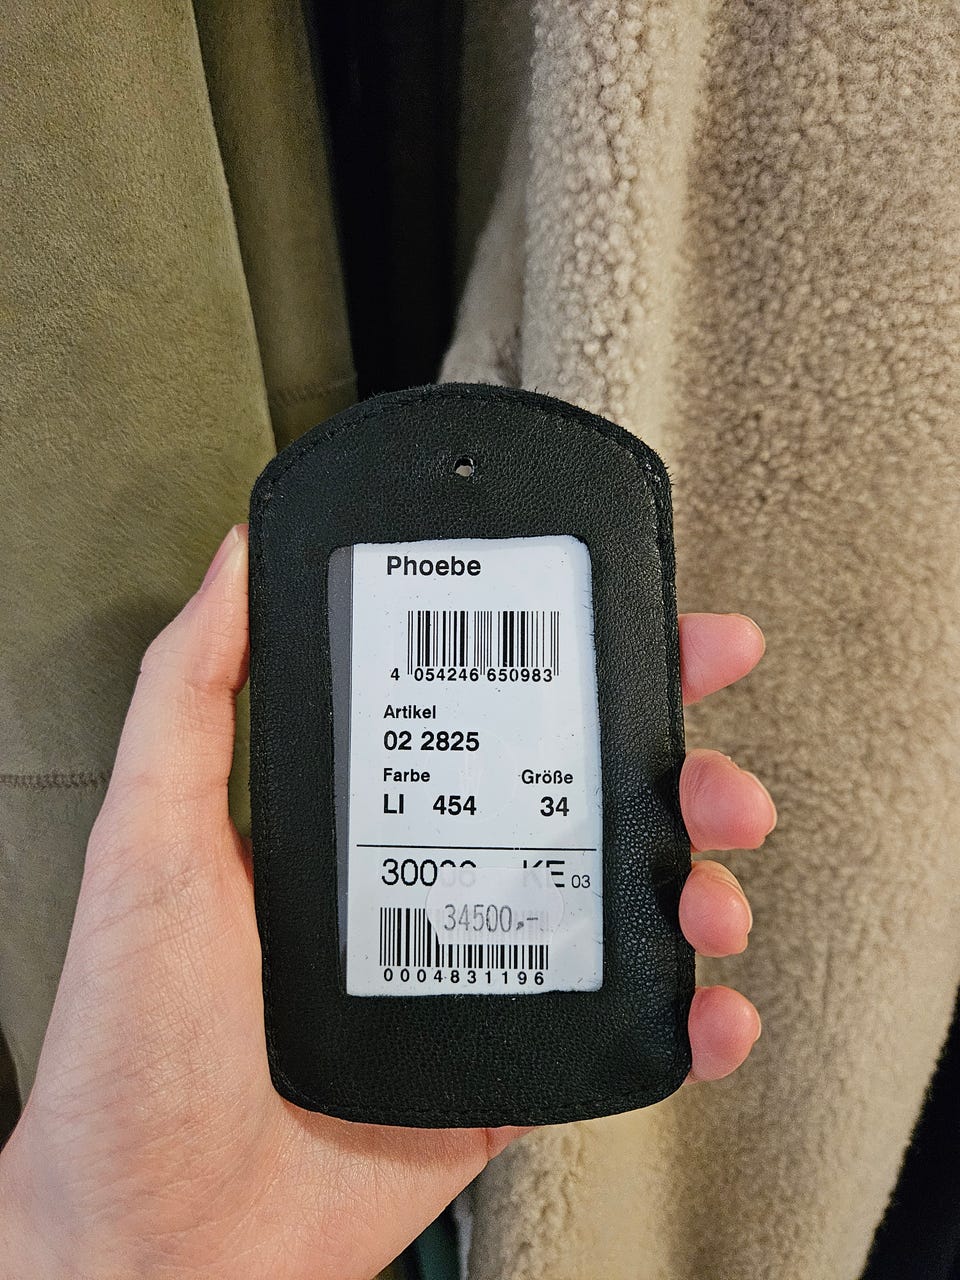 Phoebe
4 054246 650983
Artikel
02 2825
Farbe Größe
LI 454 34
KE 03
34500,-
0004831196